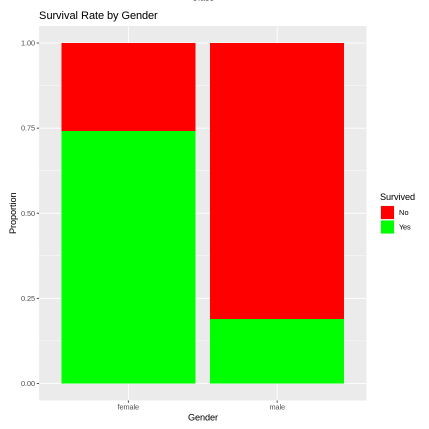 Survival Rate by Gender
1.00
0.75
0.50
0.25
0.00
Proportion
female
male
Gender
Survived
No
Yes